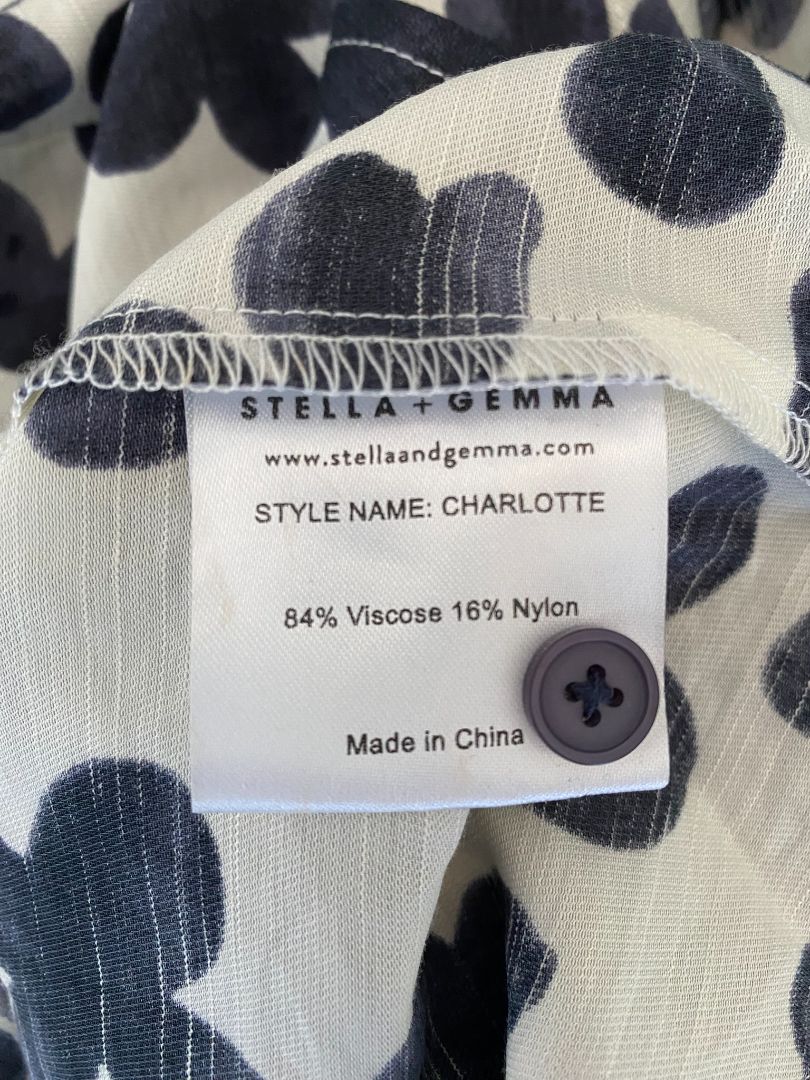 STELLA + GEMMA
www.stellaandgemma.com
STYLE NAME: CHARLOTTE
84% Viscose 16% Nylon
Made in China